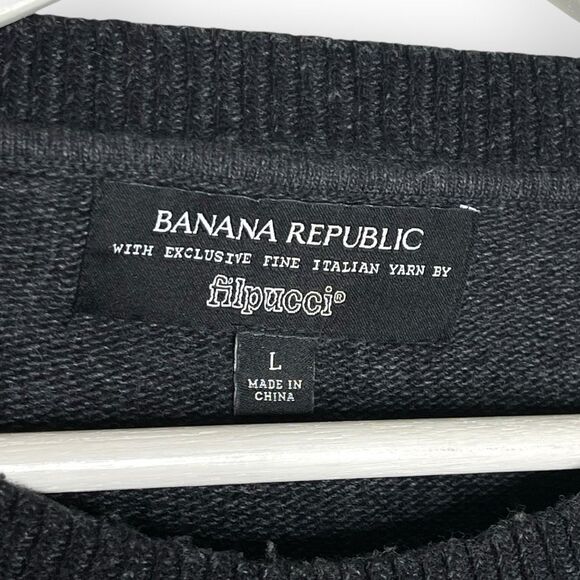 BANANA REPUBLIC
WITH EXCLUSIVE FINE ITALIAN YARN BY
filpucci®
L
MADE IN
CHINA